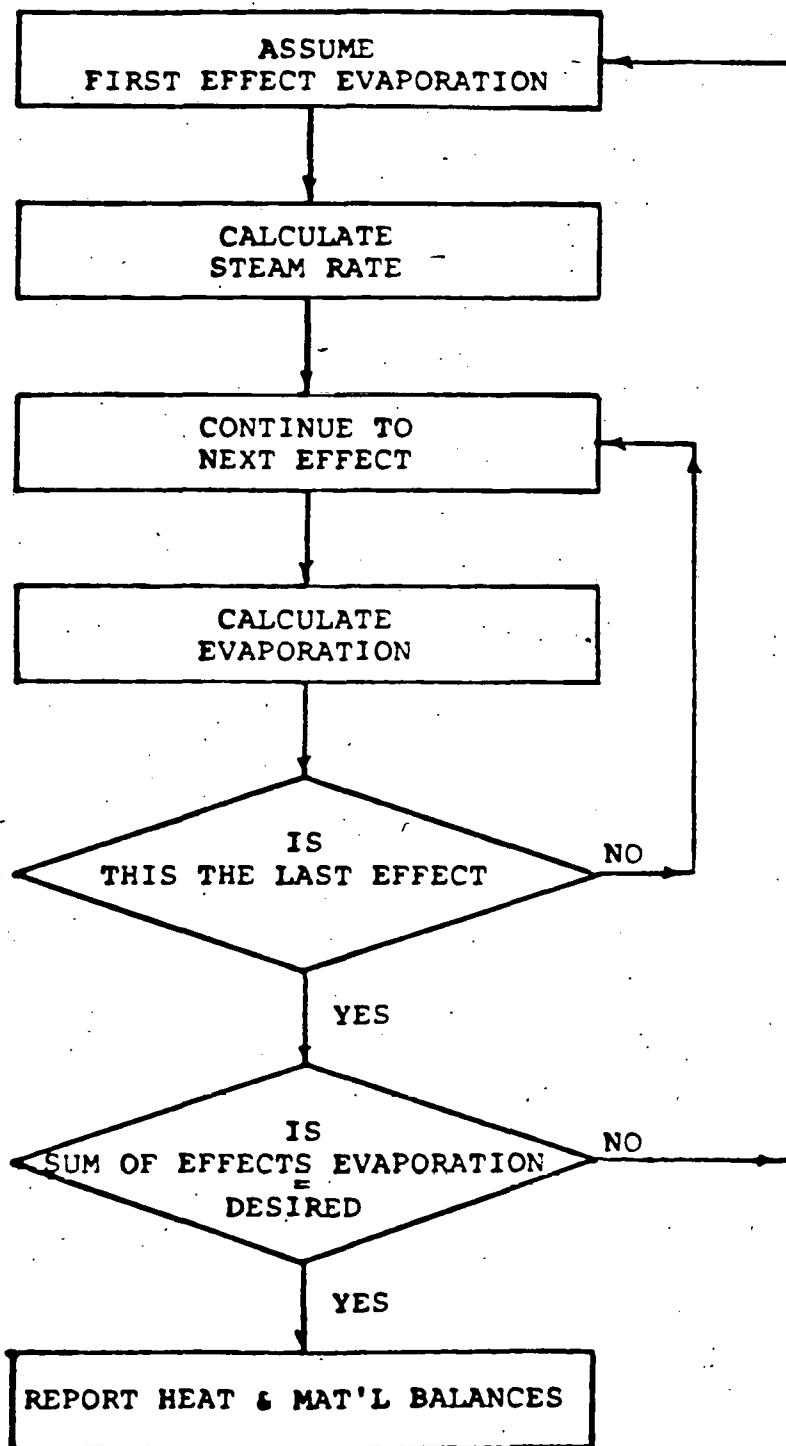 ASSUME
FIRST EFFECT EVAPORATION
CALCULATE
STEAM RATE
CONTINUE TO
NEXT EFFECT
CALCULATE
EVAPORATION
IS
THIS THE LAST EFFECT
NO
YES
IS
SUM OF EFFECTS EVAPORATION
=
DESIRED
NO
YES
REPORT HEAT & MAT'L BALANCES